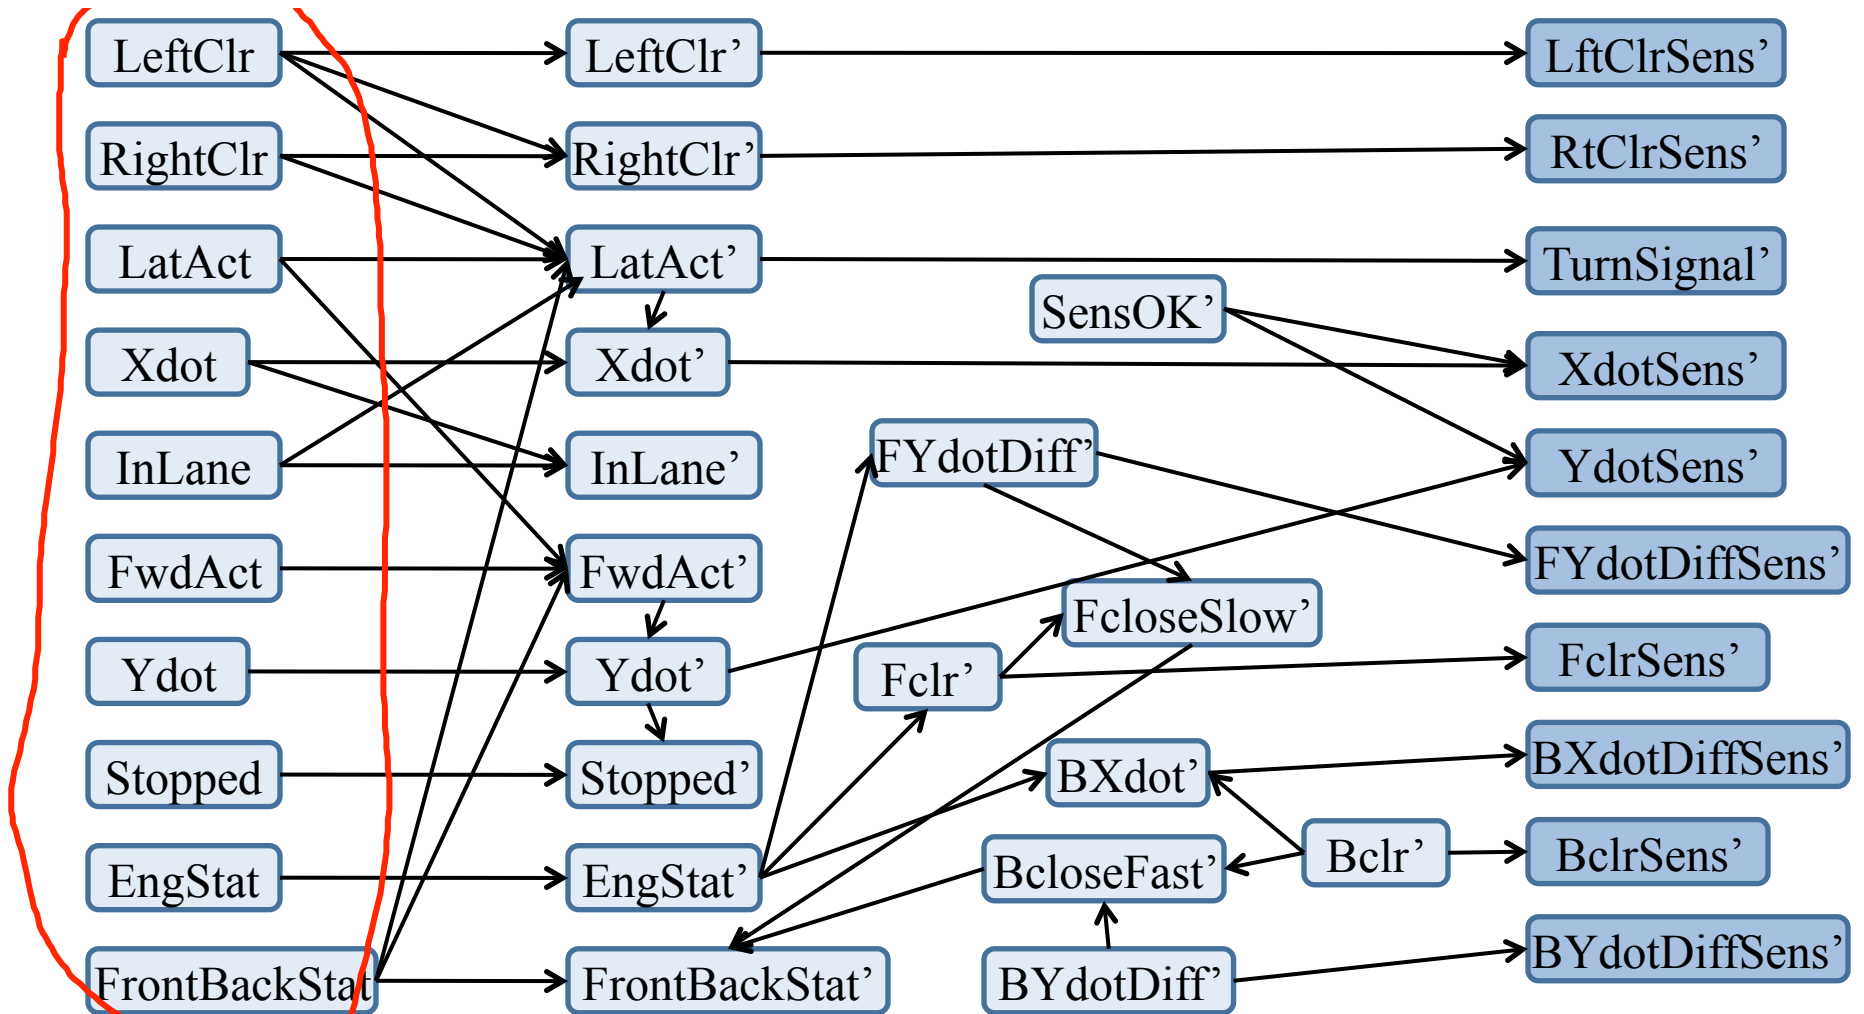 LeftClr
LeftClr’
LftClrSens’
RightClr
RightClr’
RtClrSens’
LatAct
LatAct’
TurnSignal’
SensOK’
Xdot
Xdot’
XdotSens’
InLane
InLane’
FYdotDiff’
YdotSens’
FwdAct
FwdAct’
FYdotDiffSens’
FcloseSlow’
Ydot
Ydot’
Fclr’
FclrSens’
Stopped
Stopped’
BXdot’
BXdotDiffSens’
EngStat
EngStat’
BcloseFast’
Bclr’
BclrSens’
FrontBackStat
FrontBackStat’
BYdotDiff’
BYdotDiffSens’